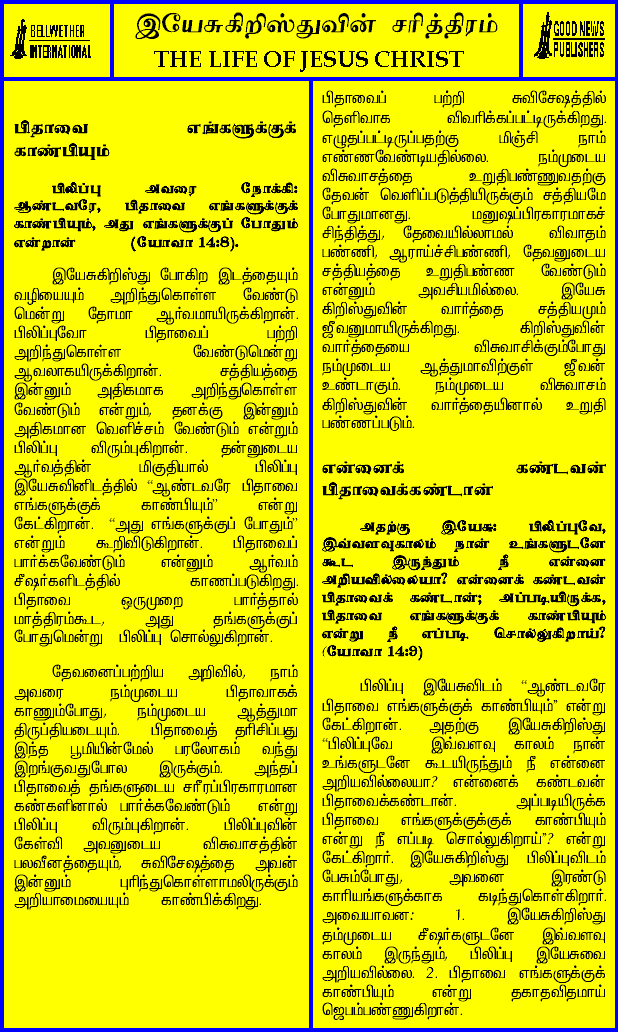 BELLWETHER
INTERNATIONAL
இயேசுகிறிஸ்துவின் சரித்திரம்
THE LIFE OF JESUS CHRIST
GOOD NEWS
PUBLISHERS
பிதாவை எங்களுக்குக்
காண்பியும்
பிலிப்பு அவரை நோக்கி:
ஆண்டவரே, பிதாவை எங்களுக்குக்
காண்பியும், அது எங்களுக்குப் போதும்
என்றான் (யோவா 14:8).
இயேசுகிறிஸ்து போகிற இடத்தையும்
வழியையும் அறிந்துகொள்ள வேண்டு
மென்று தோமா ஆர்வமாயிருக்கிறான்.
பிலிப்புவோ பிதாவைப் பற்றி
அறிந்துகொள்ள வேண்டுமென்று
ஆவலாகயிருக்கிறான். சத்தியத்தை
இன்னும் அதிகமாக அறிந்துகொள்ள
வேண்டும் என்றும், தனக்கு இன்னும்
அதிகமான வெளிச்சம் வேண்டும் என்றும்
பிலிப்பு விரும்புகிறான். தன்னுடைய
ஆர்வத்தின் மிகுதியால் பிலிப்பு
இயேசுவினிடத்தில் “ஆண்டவரே பிதாவை
எங்களுக்குக் காண்பியும்” என்று
கேட்கிறான். “அது எங்களுக்குப் போதும்”
என்றும் கூறிவிடுகிறான். பிதாவைப்
பார்க்கவேண்டும் என்னும் ஆர்வம்
சீஷர்களிடத்தில் காணப்படுகிறது.
பிதாவை ஒருமுறை பார்த்தால்
மாத்திரம்கூட, அது தங்களுக்குப்
போதுமென்று பிலிப்பு சொல்லுகிறான்.
தேவனைப்பற்றிய அறிவில், நாம்
அவரை நம்முடைய பிதாவாகக்
காணும்போது, நம்முடைய ஆத்துமா
திருப்தியடையும். பிதாவைத் தரிசிப்பது
இந்த பூமியின்மேல் பரலோகம் வந்து
இறங்குவதுபோல இருக்கும். அந்தப்
பிதாவைத் தங்களுடைய சரீரப்பிரகாரமான
கண்களினால் பார்க்கவேண்டும் என்று
பிலிப்பு விரும்புகிறான். பிலிப்புவின்
கேள்வி அவனுடைய விசுவாசத்தின்
பலவீனத்தையும், சுவிசேஷத்தை அவன்
இன்னும் புரிந்துகொள்ளாமலிருக்கும்
அறியாமையையும் காண்பிக்கிறது.
பிதாவைப் பற்றி சுவிசேஷத்தில்
தெளிவாக விவரிக்கப்பட்டிருக்கிறது.
எழுதப்பட்டிருப்பதற்கு மிஞ்சி நாம்
எண்ணவேண்டியதில்லை. நம்முடைய
விசுவாசத்தை உறுதிபண்ணுவதற்கு
தேவன் வெளிப்படுத்தியிருக்கும் சத்தியமே
போதுமானது. மனுஷப்பிரகாரமாகச்
சிந்தித்து, தேவையில்லாமல் விவாதம்
பண்ணி, ஆராய்ச்சிபண்ணி, தேவனுடைய
சத்தியத்தை உறுதிபண்ண வேண்டும்
என்னும் அவசியமில்லை. இயேசு
கிறிஸ்துவின் வார்த்தை சத்தியமும்
ஜீவனுமாயிருக்கிறது. கிறிஸ்துவின்
வார்த்தையை விசுவாசிக்கும்போது
நம்முடைய ஆத்துமாவிற்குள் ஜீவன்
உண்டாகும். நம்முடைய விசுவாசம்
கிறிஸ்துவின் வார்த்தையினால் உறுதி
பண்ணப்படும்.
என்னைக் கண்டவன்
பிதாவைக்கண்டான்
அதற்கு இயேசு: பிலிப்புவே,
இவ்வளவுகாலம் நான் உங்களுடனே
கூட இருந்தும் நீ என்னை
அறியவில்லையா? என்னைக் கண்டவன்
பிதாவைக் கண்டான்; அப்படியிருக்க,
பிதாவை எங்களுக்குக் காண்பியும்
என்று நீ எப்படி சொல்லுகிறாய்?
(யோவா 14:9)
பிலிப்பு இயேசுவிடம் “ஆண்டவரே
பிதாவை எங்களுக்குக் காண்பியும்” என்று
கேட்கிறான். அதற்கு இயேசுகிறிஸ்து
“பிலிப்புவே இவ்வளவு காலம் நான்
உங்களுடனே கூடயிருந்தும் நீ என்னை
அறியவில்லையா? என்னைக் கண்டவன்
பிதாவைக்கண்டான். அப்படியிருக்க
பிதாவை எங்களுக்குக்குக் காண்பியும்
என்று நீ எப்படி சொல்லுகிறாய்”? என்று
கேட்கிறார். இயேசுகிறிஸ்து பிலிப்புவிடம்
பேசும்போது, அவனை இரண்டு
காரியங்களுக்காக கடிந்துகொள்கிறார்.
அவையாவன: 1. இயேசுகிறிஸ்து
தம்முடைய சீஷர்களுடனே இவ்வளவு
காலம் இருந்தும், பிலிப்பு இயேசுவை
அறியவில்லை. 2. பிதாவை எங்களுக்குக்
காண்பியும் என்று தகாதவிதமாய்
ஜெபம்பண்ணுகிறான்.